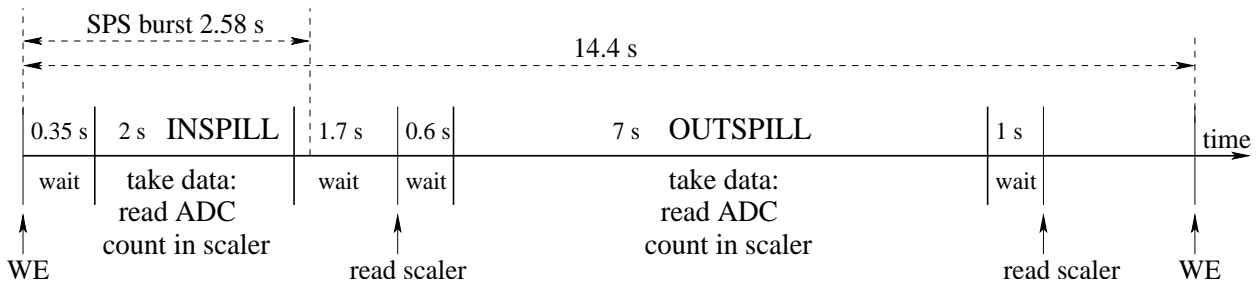 SPS burst 2.58 s
14.4 s
0.35 s 2 s INSPILL 1.7 s 0.6 s 7 s OUTSPILL 1 s time
wait take data: wait wait take data: wait
read ADC read ADC
count in scaler count in scaler
WE read scaler read scaler WE